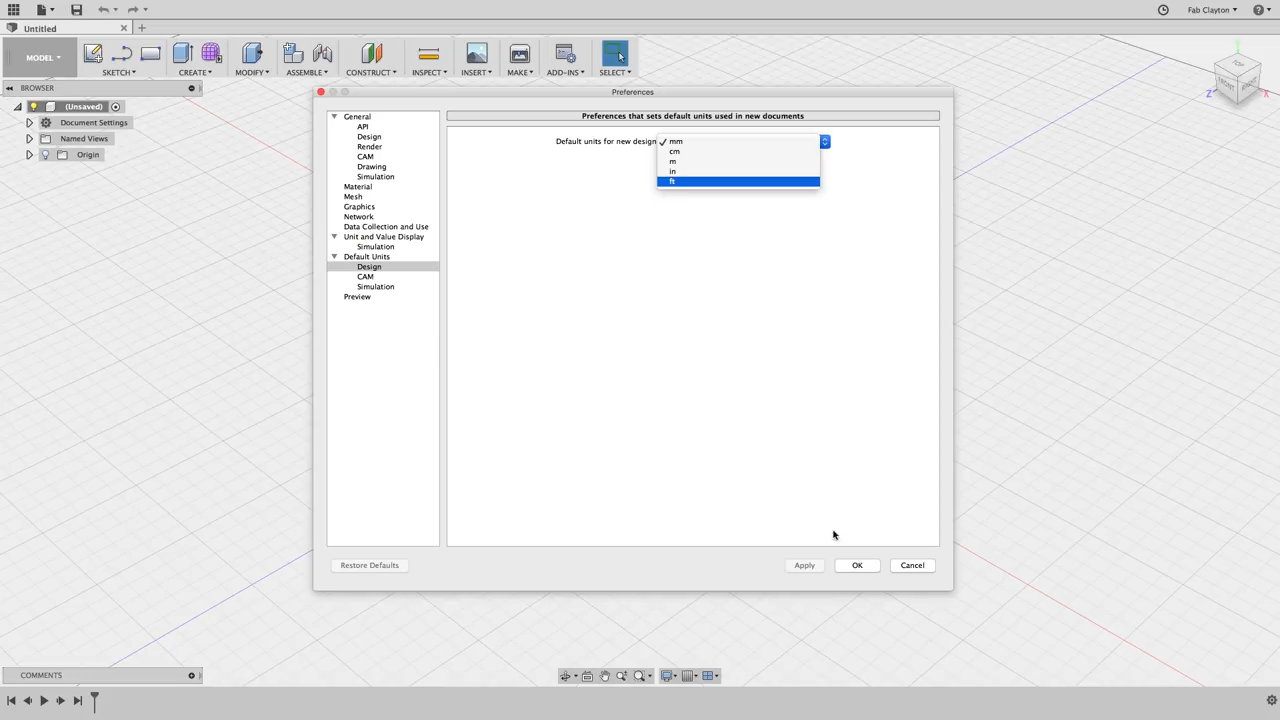 Fab Clayton
Untitled
MODEL
SKETCH
CREATE
MODIFY
ASSEMBLE
CONSTRUCT
INSPECT
INSERT
MAKE
ADD-INS
SELECT
TOP
FRONT
RIGHT
Z
X
BROWSER
(Unsaved)
Document Settings
Named Views
Origin
Preferences
General
API
Design
Render
CAM
Drawing
Simulation
Material
Mesh
Graphics
Network
Data Collection and Use
Unit and Value Display
Simulation
Default Units
Design
CAM
Simulation
Preview
Preferences that sets default units used in new documents
Default units for new design
mm
cm
m
in
ft
Restore Defaults
Apply
OK
Cancel
COMMENTS